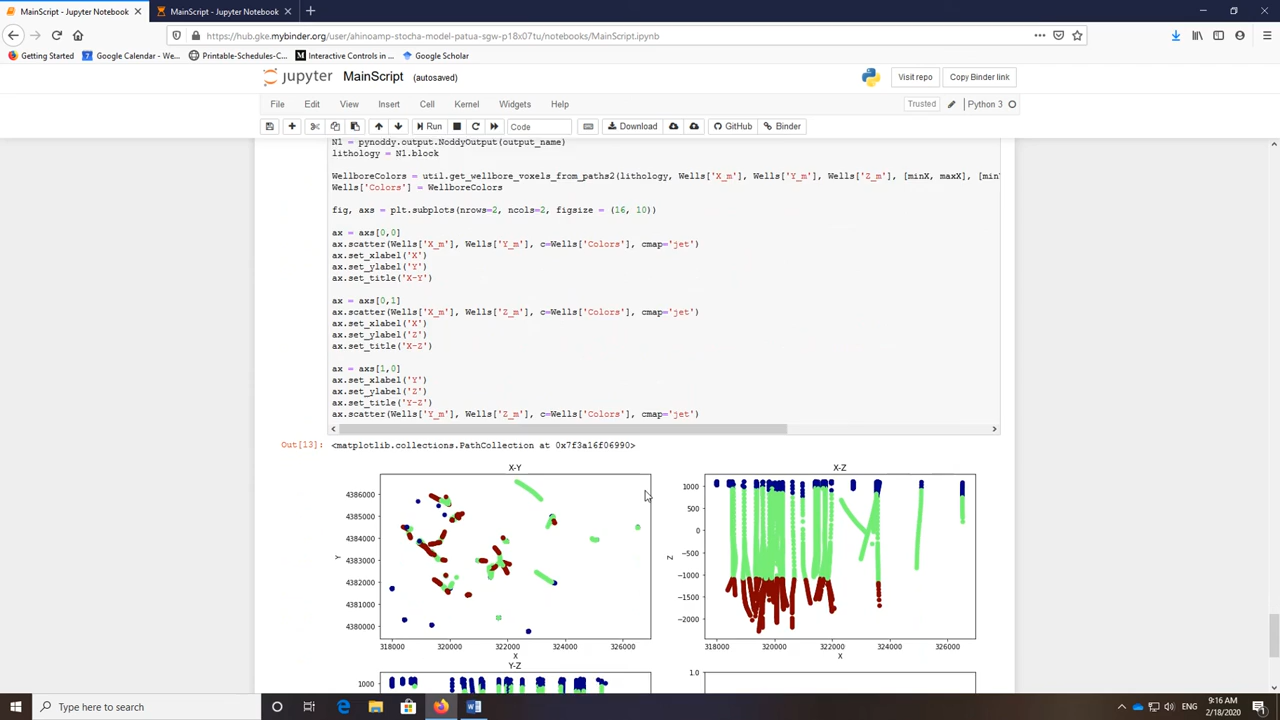 MainScript - Jupyter Notebook
MainScript - Jupyter Notebook
https://hub.gke.mybinder.org/user/ahinoamp-stocha-model-patua-sgw-p18x07tu/notebooks/MainScript.ipynb
Getting Started
Google Calendar - We...
Printable-Schedules-C...
Interactive Controls in ...
Google Scholar
jupyter MainScript (autosaved)
Visit repo
Copy Binder link
File Edit View Insert Cell Kernel Widgets Help
Trusted
Python 3
Run
Code
Download
GitHub
Binder
N1 = pynoddy.output.NoddyOutput(output_name)
lithology = N1.block
WellboreColors = util.get_wellbore_voxels_from_paths2(lithology, Wells['X_m'], Wells['Y_m'], Wells['Z_m'], [minX, maxX], [min
Wells['Colors'] = WellboreColors
fig, axs = plt.subplots(nrows=2, ncols=2, figsize = (16, 10))
ax = axs[0,0]
ax.scatter(Wells['X_m'], Wells['Y_m'], c=Wells['Colors'], cmap='jet')
ax.set_xlabel('X')
ax.set_ylabel('Y')
ax.set_title('X-Y')
ax = axs[0,1]
ax.scatter(Wells['X_m'], Wells['Z_m'], c=Wells['Colors'], cmap='jet')
ax.set_xlabel('X')
ax.set_ylabel('Z')
ax.set_title('X-Z')
ax = axs[1,0]
ax.set_xlabel('Y')
ax.set_ylabel('Z')
ax.set_title('Y-Z')
ax.scatter(Wells['Y_m'], Wells['Z_m'], c=Wells['Colors'], cmap='jet')
Out[13]: <matplotlib.collections.PathCollection at 0x7f3a16f06990>
X-Y
4386000
4385000
4384000
4383000
4382000
4381000
4380000
Y
318000 320000 322000 324000 326000
X
X-Z
1000
500
0
−500
−1000
−1500
−2000
Z
318000 320000 322000 324000 326000
X
Y-Z
1000
1.0
Type here to search
ENG
9:16 AM
2/18/2020